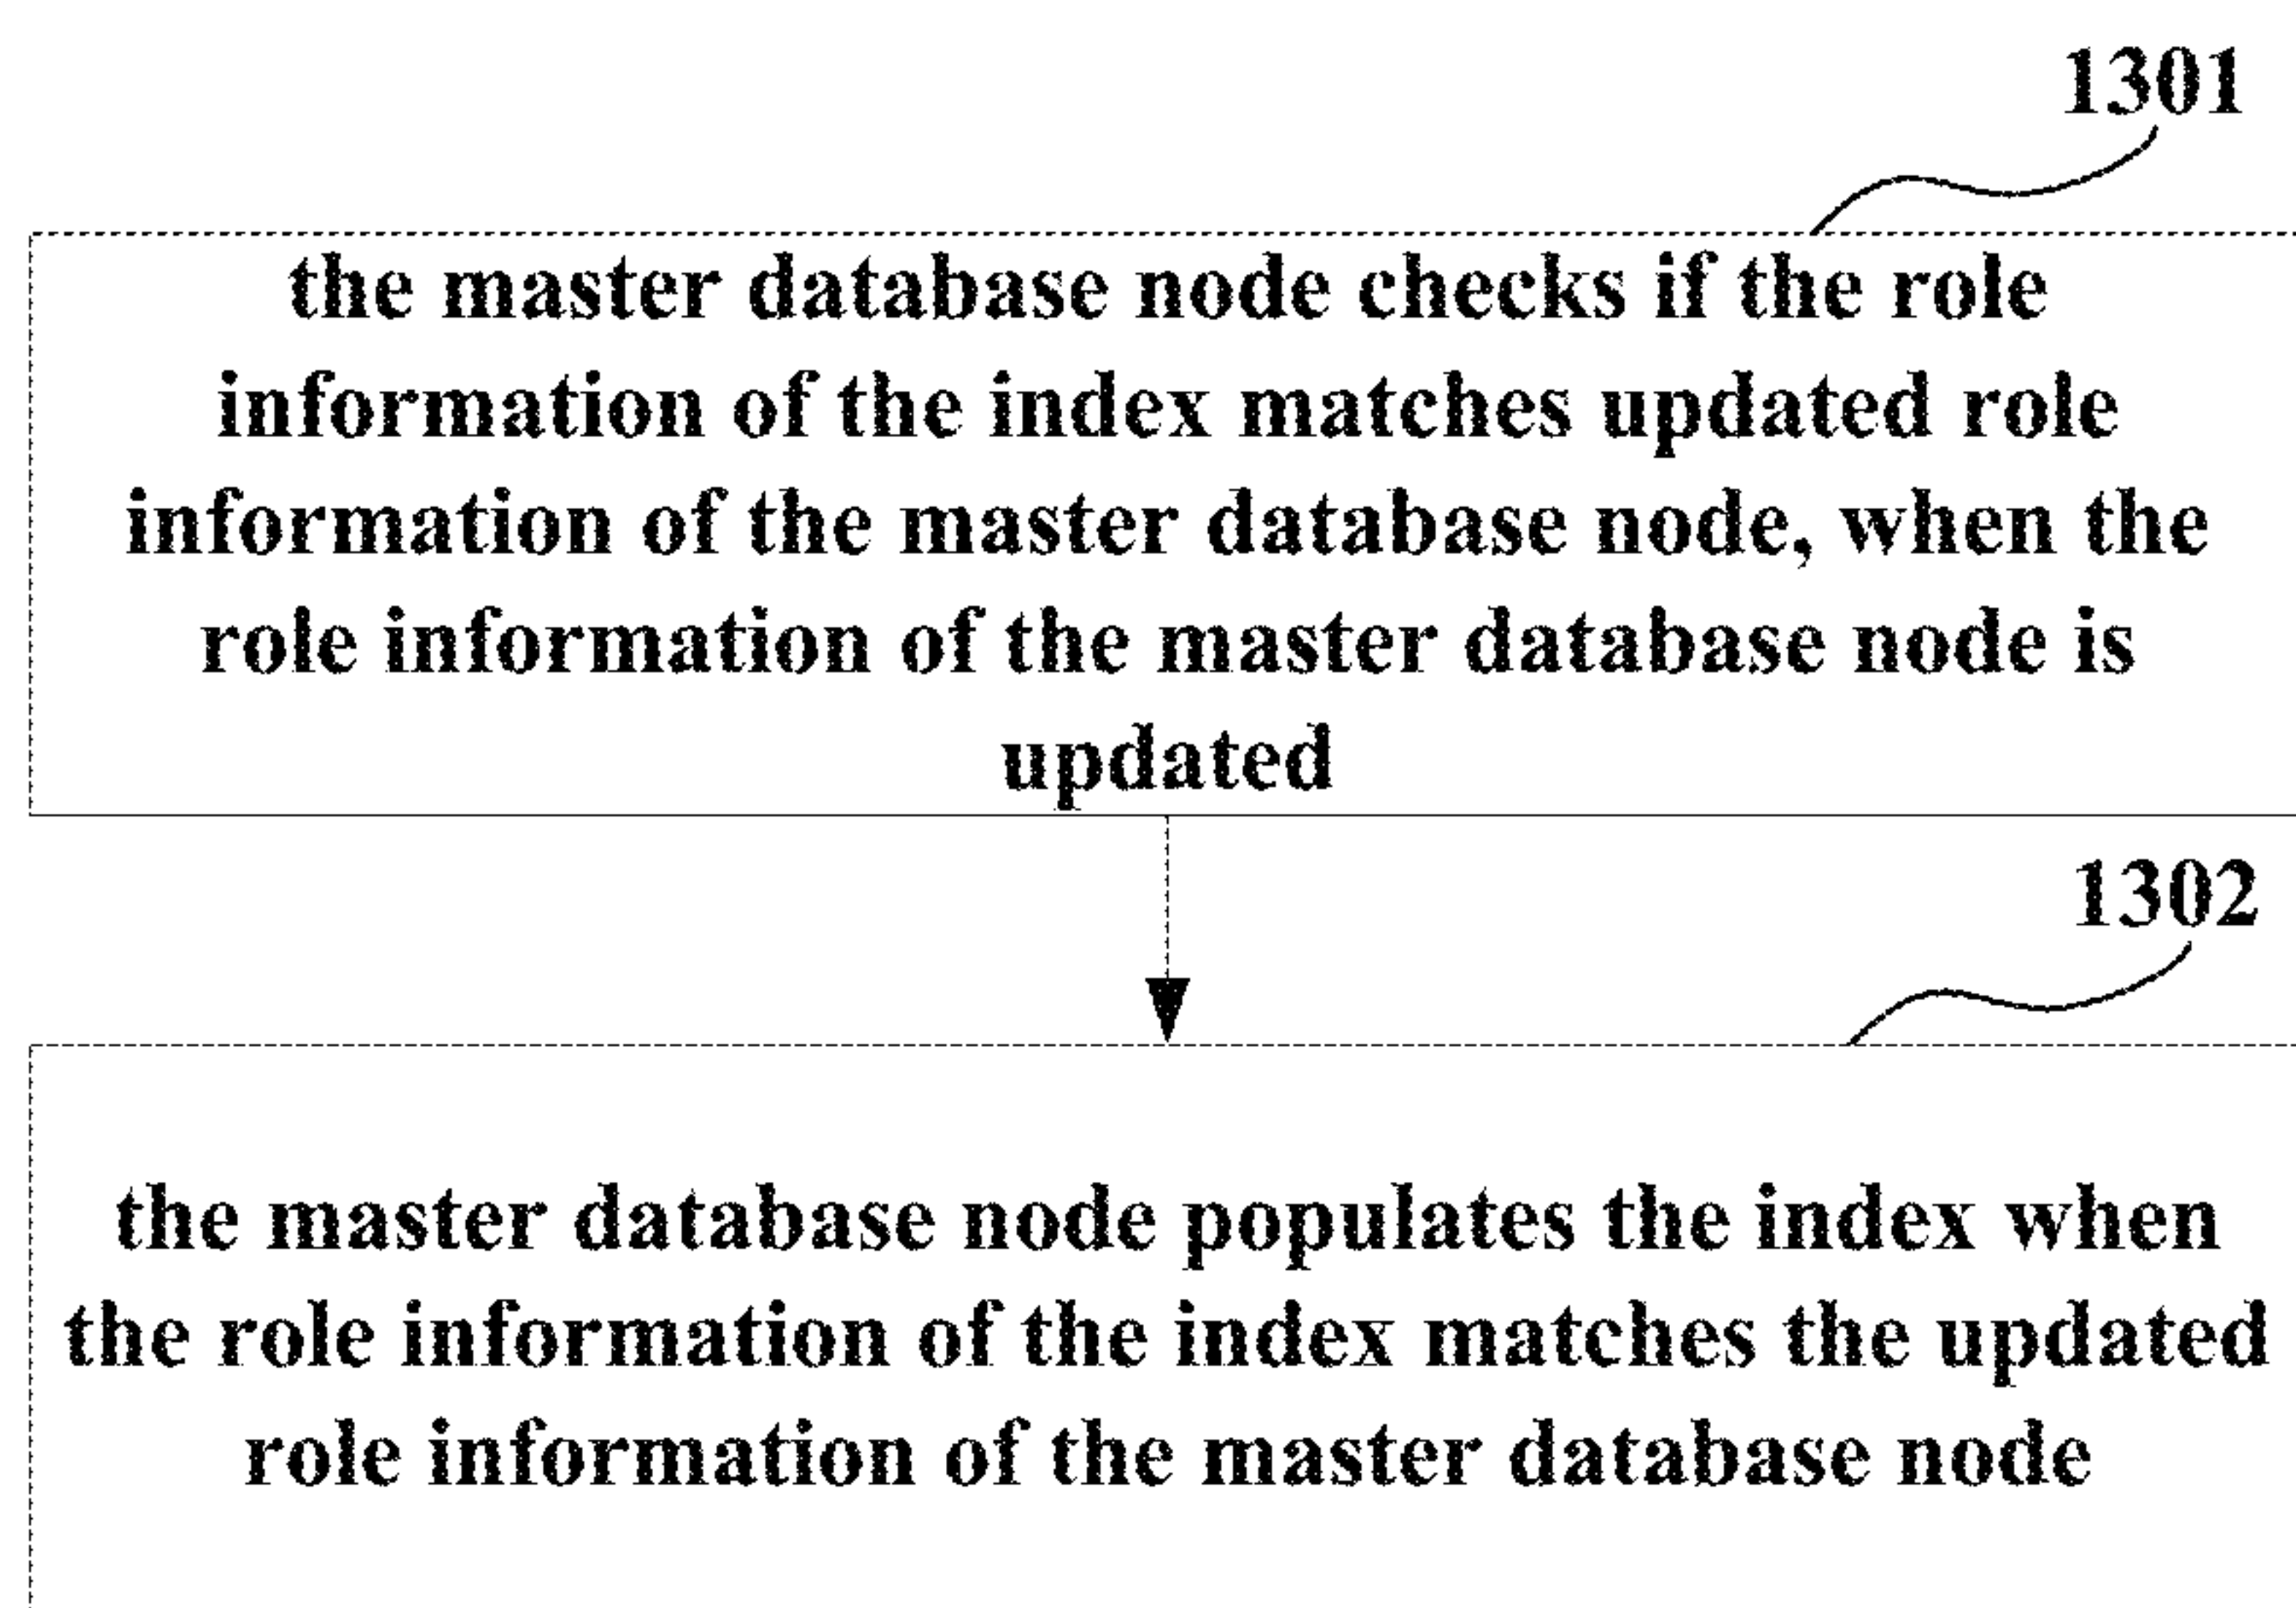 1301
the master database node checks if the role
information of the index matches updated role
information of the master database node, when the
role information of the master database node is
updated
1302
the master database node populates the index when
the role information of the index matches the updated
role information of the master database node